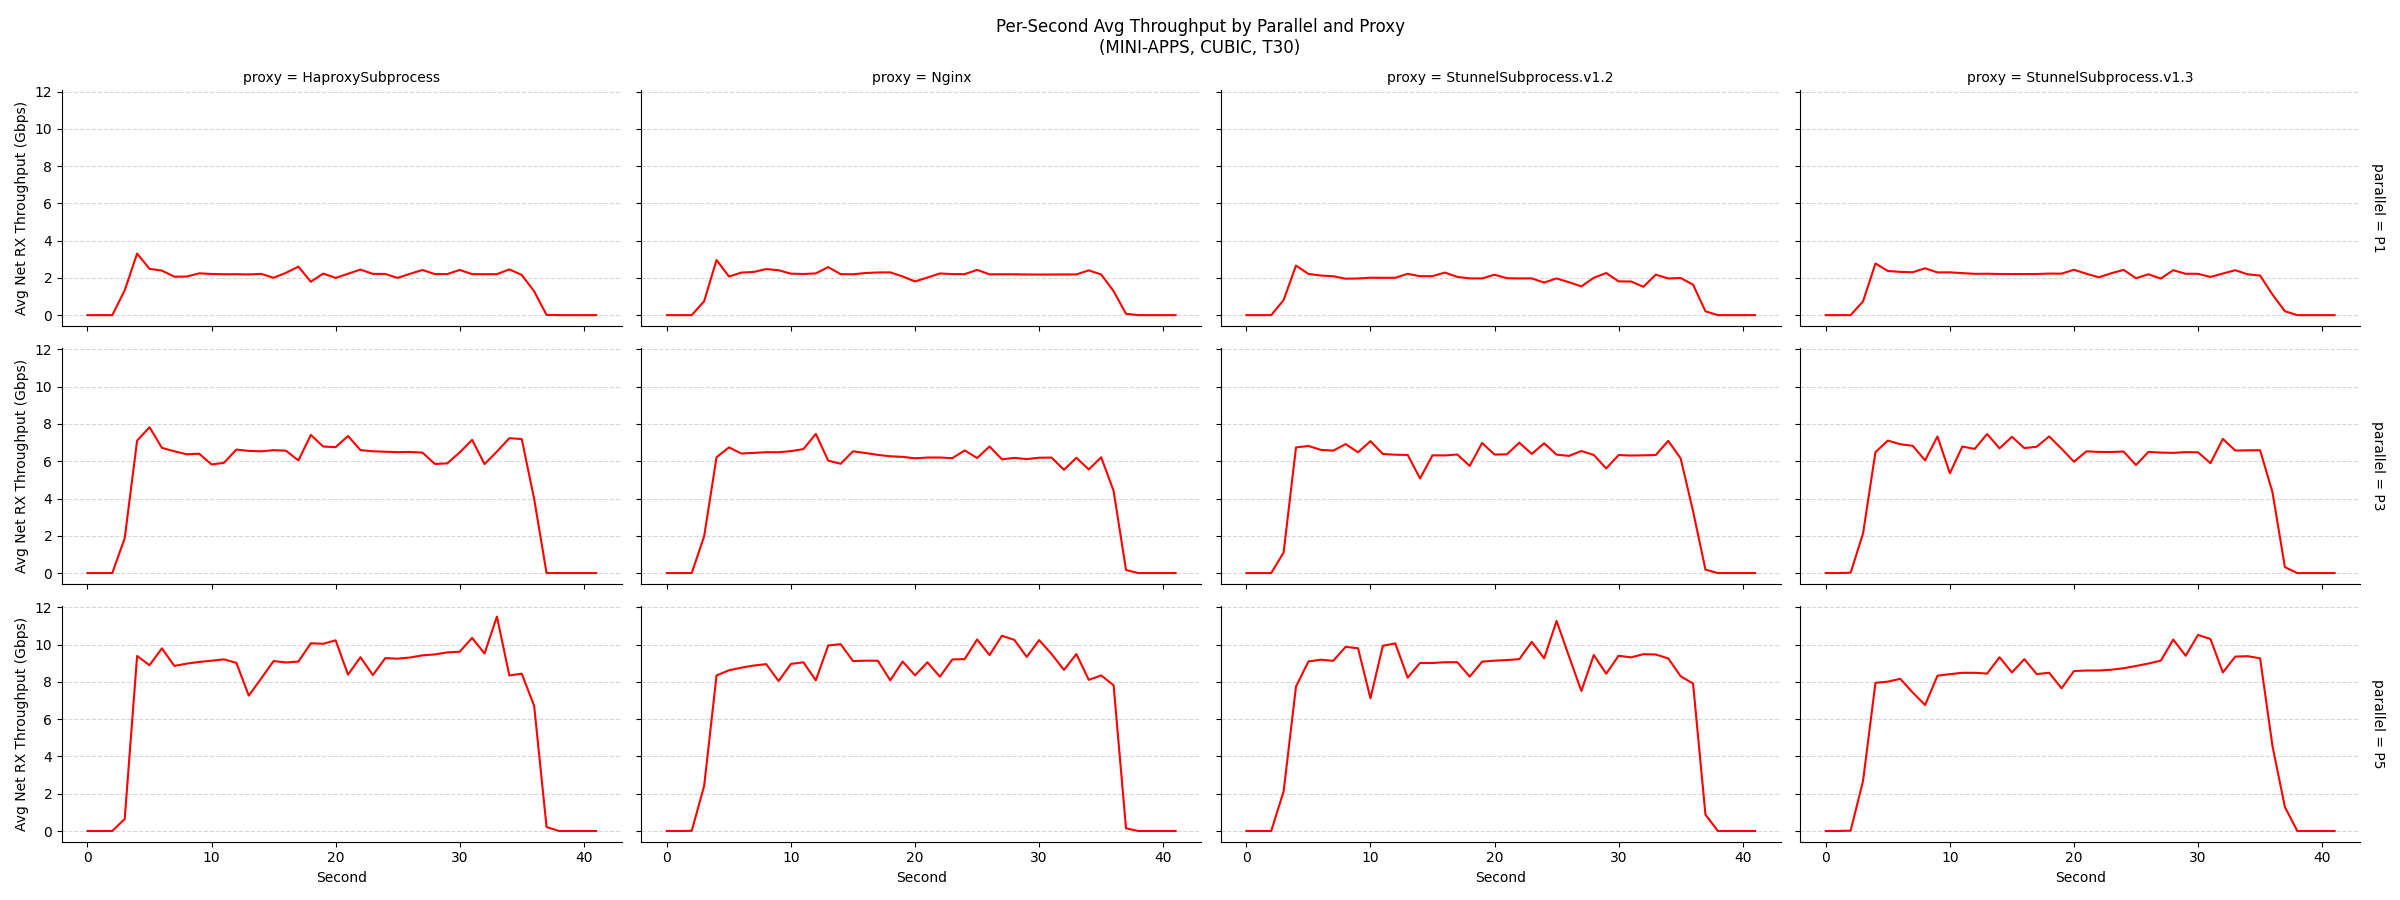 Per-Second Avg Throughput by Parallel and Proxy
(MINI-APPS, CUBIC, T30)
proxy = HaproxySubprocess
proxy = Nginx
proxy = StunnelSubprocess.v1.2
proxy = StunnelSubprocess.v1.3
Avg Net RX Throughput (Gbps)
12
10
8
6
4
2
0
parallel = P1
Avg Net RX Throughput (Gbps)
12
10
8
6
4
2
0
parallel = P3
Avg Net RX Throughput (Gbps)
12
10
8
6
4
2
0
parallel = P5
0 10 20 30 40
0 10 20 30 40
0 10 20 30 40
0 10 20 30 40
Second
Second
Second
Second